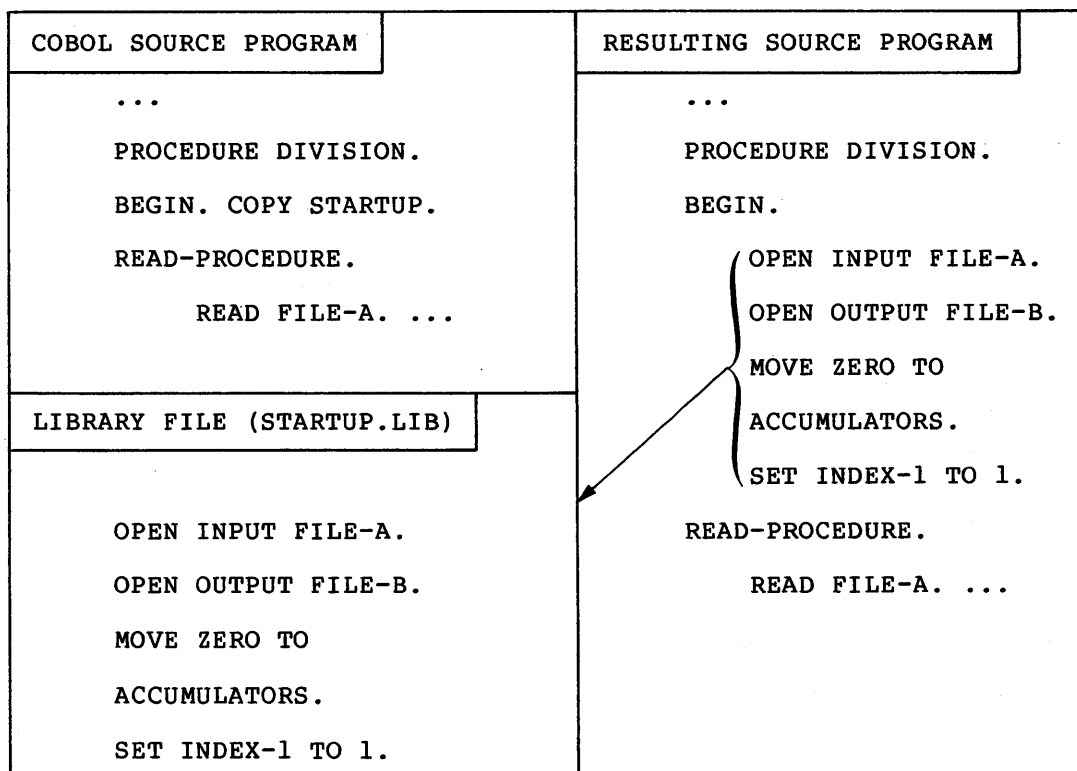 COBOL SOURCE PROGRAM
...
PROCEDURE DIVISION.
BEGIN. COPY STARTUP.
READ-PROCEDURE.
READ FILE-A. ...
LIBRARY FILE (STARTUP.LIB)
OPEN INPUT FILE-A.
OPEN OUTPUT FILE-B.
MOVE ZERO TO
ACCUMULATORS.
SET INDEX-1 TO 1.
RESULTING SOURCE PROGRAM
...
PROCEDURE DIVISION.
BEGIN.
OPEN INPUT FILE-A.
OPEN OUTPUT FILE-B.
MOVE ZERO TO
ACCUMULATORS.
SET INDEX-1 TO 1.
READ-PROCEDURE.
READ FILE-A. ...